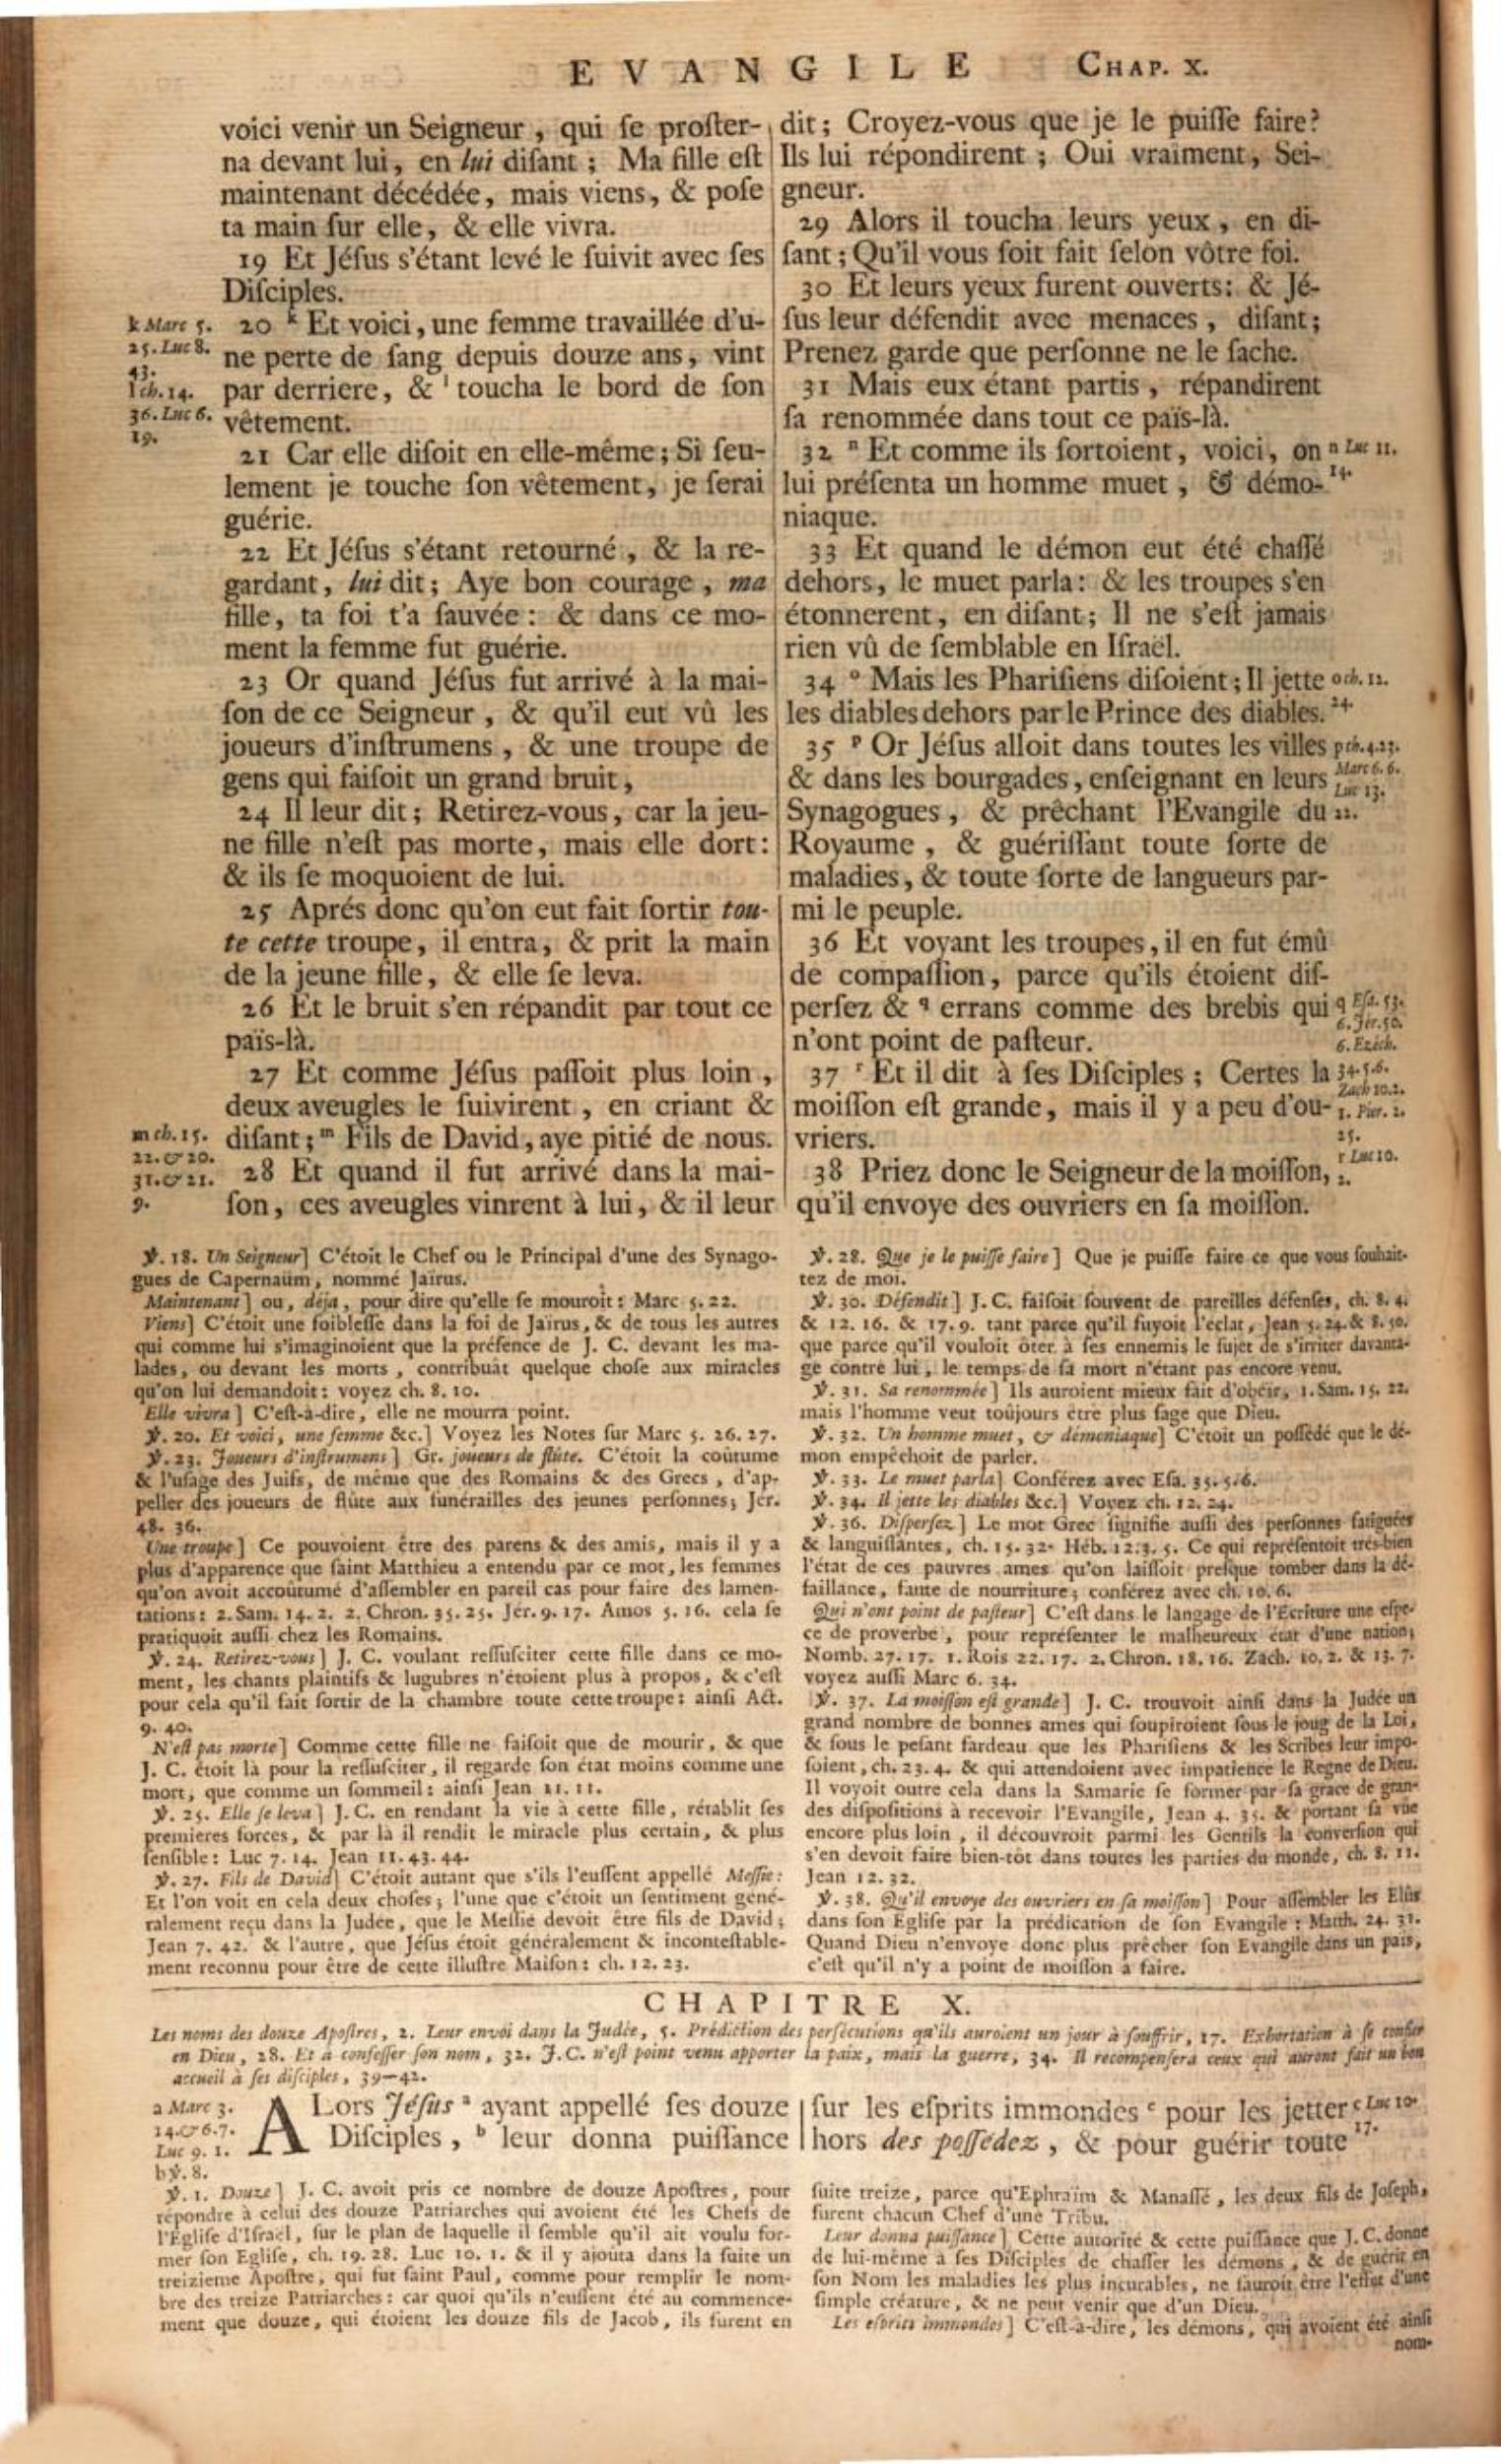 EVANGILE CHAP. X.
voici venir un Seigneur, qui ſe proſter-
na devant lui, en lui diſant ; Ma fille eſt
maintenant décédée, mais viens, & poſe
ta main ſur elle, & elle vivra.
19 Et Jéſus s'étant levé le ſuivit avec ſes
Diſciples.
20 k Et voici, une femme travaillée d'u-
ne perte de ſang depuis douze ans, vint
par derriere, & l toucha le bord de ſon
vêtement.
21 Car elle diſoit en elle-même; Si ſeu-
lement je touche ſon vêtement, je ſerai
guérie.
22 Et Jéſus s'étant retourné, & la re-
gardant, lui dit; Aye bon courage, ma
fille, ta foi t'a ſauvée: & dans ce mo-
ment la femme fut guérie.
23 Or quand Jéſus fut arrivé à la mai-
ſon de ce Seigneur, & qu'il eut vû les
joueurs d'inſtrumens, & une troupe de
gens qui faiſoit un grand bruit,
24 Il leur dit; Retirez-vous, car la jeu-
ne fille n'eſt pas morte, mais elle dort:
& ils ſe moquoient de lui.
25 Aprés donc qu'on eut fait ſortir tou-
te cette troupe, il entra, & prit la main
de la jeune fille, & elle ſe leva.
26 Et le bruit s'en répandit par tout ce
païs-là.
27 Et comme Jéſus paſſoit plus loin,
deux aveugles le ſuivirent, en criant &
diſant; m Fils de David, aye pitié de nous.
28 Et quand il fut arrivé dans la mai-
ſon, ces aveugles vinrent à lui, & il leur
k Marc 5.
25. Luc 8.
43.
l ch. 14.
36. Luc 6.
19.
m ch. 15.
22. & 20.
31. & 21.
9.
dit; Croyez-vous que je le puiſſe faire?
Ils lui répondirent; Oui vraiment, Sei-
gneur.
29 Alors il toucha leurs yeux, en di-
ſant; Qu'il vous ſoit fait ſelon vôtre foi.
30 Et leurs yeux furent ouverts: & Jé-
ſus leur défendit avec menaces, diſant;
Prenez garde que perſonne ne le ſache.
31 Mais eux étant partis, répandirent
ſa renommée dans tout ce païs-là.
32 n Et comme ils ſortoient, voici, on
lui préſenta un homme muet, & démo-
niaque.
33 Et quand le démon eut été chaſſé
dehors, le muet parla: & les troupes s'en
étonnerent, en diſant; Il ne s'eſt jamais
rien vû de ſemblable en Iſraël.
34 o Mais les Phariſiens diſoient; Il jette
les diables dehors par le Prince des diables.
35 p Or Jéſus alloit dans toutes les villes
& dans les bourgades, enſeignant en leurs
Synagogues, & prêchant l'Evangile du
Royaume, & guériſſant toute ſorte de
maladies, & toute ſorte de langueurs par-
mi le peuple.
36 Et voyant les troupes, il en fut émû
de compaſſion, parce qu'ils étoient diſ-
perſez & q errans comme des brebis qui
n'ont point de paſteur.
37 r Et il dit à ſes Diſciples; Certes la
moiſſon eſt grande, mais il y a peu d'ou-
vriers.
38 Priez donc le Seigneur de la moiſſon,
qu'il envoye des ouvriers en ſa moiſſon.
n Luc 11.
14.
o ch. 12.
24.
p ch. 4. 23.
Marc 6. 6.
Luc 13.
22.
q Eſa. 53.
6. Jér. 50.
6. Ezéch.
34. 5. 6.
Zach 10. 2.
1. Pier. 2.
25.
r Luc 10.
2.
℣. 18. Un Seigneur] C'étoit le Chef ou le Principal d'une des Synago-
gues de Capernaüm, nommé Jaïrus.
Maintenant] ou, déja, pour dire qu'elle ſe mouroit: Marc 5. 22.
Viens] C'étoit une foibleſſe dans la foi de Jaïrus, & de tous les autres
qui comme lui s'imaginoient que la préſence de J. C. devant les ma-
lades, ou devant les morts, contribuât quelque choſe aux miracles
qu'on lui demandoit: voyez ch. 8. 10.
Elle vivra] C'eſt-à-dire, elle ne mourra point.
℣. 20. Et voici, une femme &c.] Voyez les Notes ſur Marc 5. 26. 27.
℣. 23. Joueurs d'inſtrumens] Gr. joueurs de flûte. C'étoit la coûtume
& l'uſage des Juifs, de même que des Romains & des Grecs, d'ap-
peller des joueurs de flûte aux funérailles des jeunes perſonnes; Jér.
48. 36.
Une troupe] Ce pouvoient être des parens & des amis, mais il y a
plus d'apparence que ſaint Matthieu a entendu par ce mot, les femmes
qu'on avoit accoûtumé d'aſſembler en pareil cas pour faire des lamen-
tations: 2. Sam. 14. 2. 2. Chron. 35. 25. Jér. 9. 17. Amos 5. 16. cela ſe
pratiquoit auſſi chez les Romains.
℣. 24. Retirez-vous] J. C. voulant reſſuſciter cette fille dans ce mo-
ment, les chants plaintifs & lugubres n'étoient plus à propos, & c'eſt
pour cela qu'il fait ſortir de la chambre toute cette troupe: ainſi Act.
9. 40.
N'eſt pas morte] Comme cette fille ne faiſoit que de mourir, & que
J. C. étoit là pour la reſſuſciter, il regarde ſon état moins comme une
mort, que comme un ſommeil: ainſi Jean 11. 11.
℣. 25. Elle ſe leva] J. C. en rendant la vie à cette fille, rétablit ſes
premieres forces, & par là il rendit le miracle plus certain, & plus
ſenſible: Luc 7. 14. Jean 11. 43. 44.
℣. 27. Fils de David] C'étoit autant que s'ils l'euſſent appellé Meſſie:
Et l'on voit en cela deux choſes; l'une que c'étoit un ſentiment géné-
ralement reçu dans la Judée, que le Meſſie devoit être fils de David;
Jean 7. 42. & l'autre, que Jéſus étoit généralement & inconteſtable-
ment reconnu pour être de cette illuſtre Maiſon: ch. 12. 23.
℣. 28. Que je le puiſſe faire] Que je puiſſe faire ce que vous ſouhait-
tez de moi.
℣. 30. Défendit] J. C. faiſoit ſouvent de pareilles défenſes, ch. 8. 4.
& 12. 16. & 17. 9. tant parce qu'il fuyoit l'éclat, Jean 5. 24. & 8. 50.
que parce qu'il vouloit ôter à ſes ennemis le ſujet de s'irriter davanta-
ge contre lui, le temps de ſa mort n'étant pas encore venu.
℣. 31. Sa renommée] Ils auroient mieux fait d'obéir, 1. Sam. 15. 22.
mais l'homme veut toûjours être plus ſage que Dieu.
℣. 32. Un homme muet, & démoniaque] C'étoit un poſſédé que le dé-
mon empêchoit de parler.
℣. 33. Le muet parla] Conférez avec Eſa. 35. 5. 6.
℣. 34. Il jette les diables &c.] Voyez ch. 12. 24.
℣. 36. Diſperſez] Le mot Grec ſignifie auſſi des perſonnes fatiguées
& languiſſantes, ch. 15. 32. Héb. 12. 3. 5. Ce qui repréſentoit très-bien
l'état de ces pauvres ames qu'on laiſſoit preſque tomber dans la dé-
faillance, faute de nourriture; conférez avec ch. 10. 6.
Qui n'ont point de paſteur] C'eſt dans le langage de l'Ecriture une eſpe-
ce de proverbe, pour repréſenter le malheureux état d'une nation;
Nomb. 27. 17. 1. Rois 22. 17. 2. Chron. 18. 16. Zach. 10. 2. & 13. 7.
voyez auſſi Marc 6. 34.
℣. 37. La moiſſon eſt grande] J. C. trouvoit ainſi dans la Judée un
grand nombre de bonnes ames qui ſoupiroient ſous le joug de la Loi,
& ſous le peſant fardeau que les Phariſiens & les Scribes leur impo-
ſoient, ch. 23. 4. & qui attendoient avec impatience le Regne de Dieu.
Il voyoit outre cela dans la Samarie ſe former par ſa grace de gran-
des diſpoſitions à recevoir l'Evangile, Jean 4. 35. & portant ſa vûe
encore plus loin, il découvroit parmi les Gentils la converſion qui
s'en devoit faire bien-tôt dans toutes les parties du monde, ch. 8. 11.
Jean 12. 32.
℣. 38. Qu'il envoye des ouvriers en ſa moiſſon] Pour aſſembler les Elûs
dans ſon Egliſe par la prédication de ſon Evangile: Matth. 24. 31.
Quand Dieu n'envoye donc plus prêcher ſon Evangile dans un païs,
c'eſt qu'il n'y a point de moiſſon à faire.
CHAPITRE X.
Les noms des douze Apoſtres, 2. Leur envoi dans la Judée, 5. Prédiction des perſécutions qu'ils auroient un jour à ſouffrir, 17. Exhortation à ſe confier
en Dieu, 28. Et à confeſſer ſon nom, 32. J.C. n'eſt point venu apporter la paix, mais la guerre, 34. Il recompenſera ceux qui auront fait un bon
accueil à ſes diſciples, 39—42.
a Marc 3.
14. & 6. 7.
Luc 9. 1.
b ℣. 8.
ALors Jéſus a ayant appellé ſes douze
Diſciples, b leur donna puiſſance
ſur les eſprits immondes c pour les jetter
hors des poſſédez, & pour guérir toute
c Luc 10.
17.
℣. 1. Douze] J. C. avoit pris ce nombre de douze Apoſtres, pour
répondre à celui des douze Patriarches qui avoient été les Chefs de
l'Egliſe d'Iſraël, ſur le plan de laquelle il ſemble qu'il ait voulu for-
mer ſon Egliſe, ch. 19. 28. Luc 10. 1. & il y ajoûta dans la ſuite un
treizieme Apoſtre, qui fut ſaint Paul, comme pour remplir le nom-
bre des treize Patriarches: car quoi qu'ils n'euſſent été au commence-
ment que douze, qui étoient les douze fils de Jacob, ils furent en
ſuite treize, parce qu'Ephraïm & Manaſſé, les deux fils de Joſeph,
furent chacun Chef d'une Tribu.
Leur donna puiſſance] Cette autorité & cette puiſſance que J. C. donne
de lui-même à ſes Diſciples de chaſſer les démons, & de guérir en
ſon Nom les maladies les plus incurables, ne ſauroit être l'effet d'une
ſimple créature, & ne peut venir que d'un Dieu.
Les eſprits immondes] C'eſt-à-dire, les démons, qui avoient été ainſi
nom-